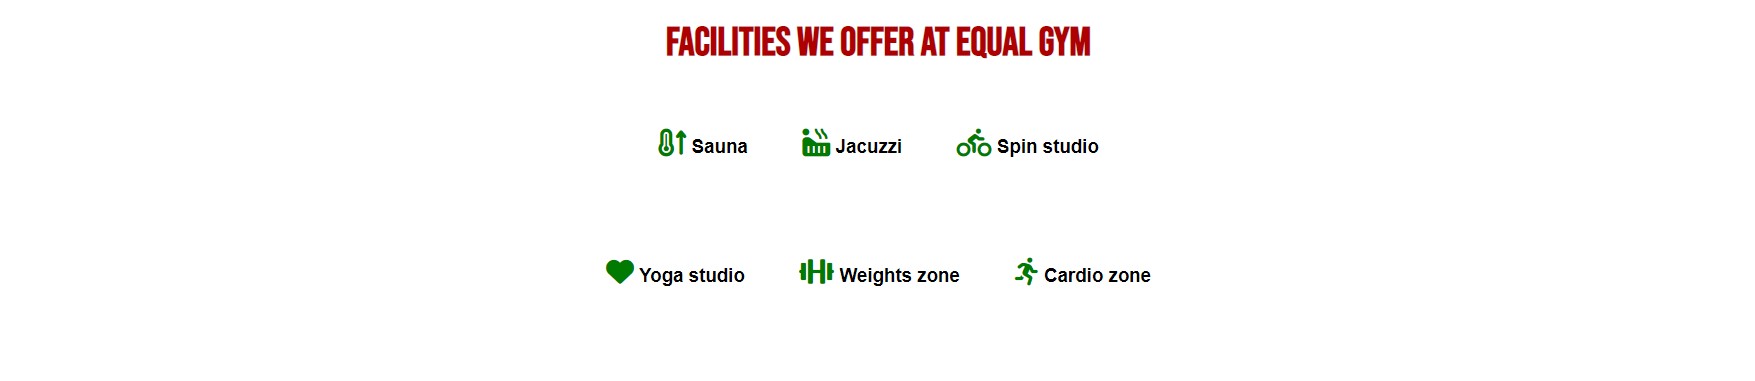 FACILITIES WE OFFER AT EQUAL GYM
Sauna Jacuzzi Spin studio
Yoga studio Weights zone Cardio zone